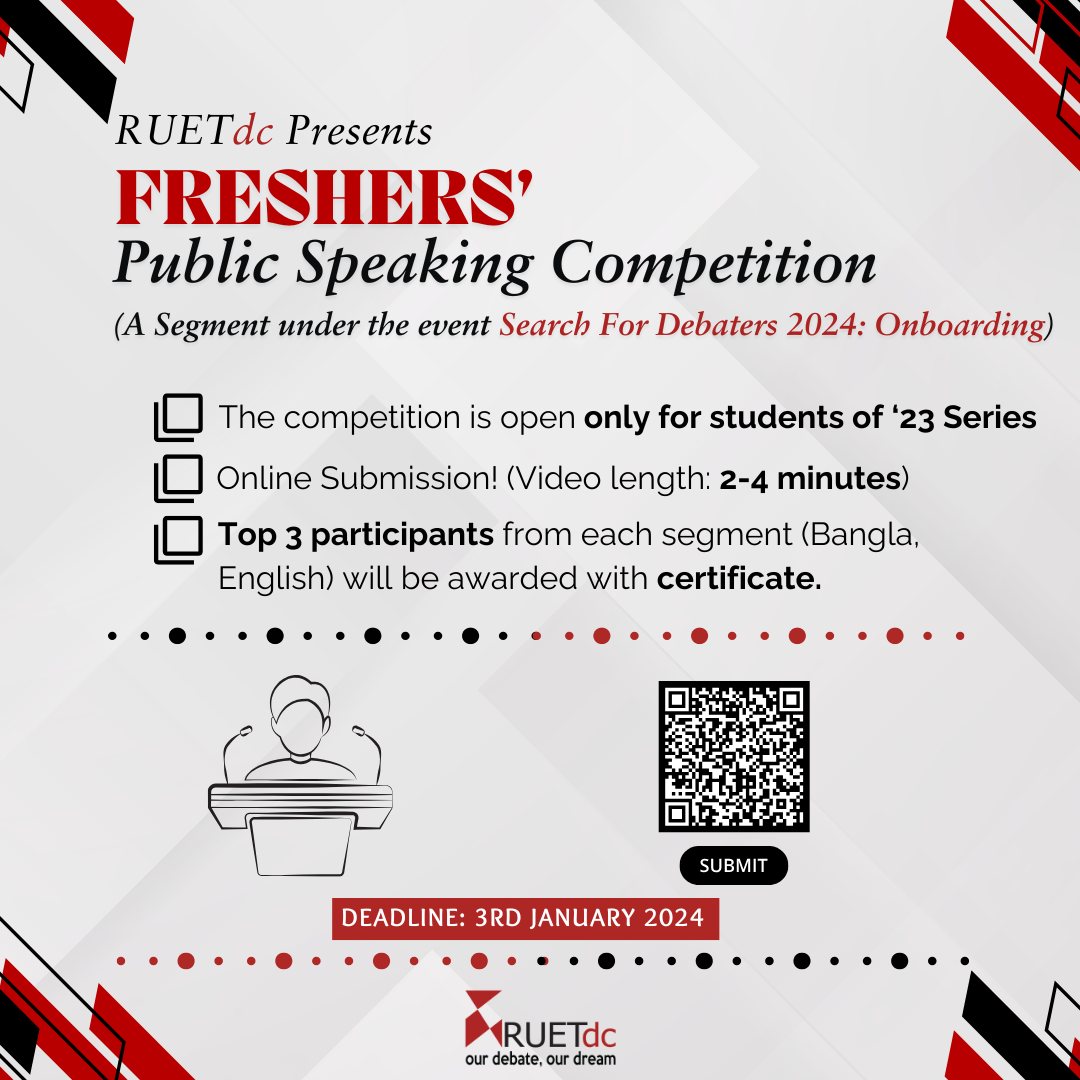 RUETdc Presents
FRESHERS'
Public Speaking Competition
(A Segment under the event Search For Debaters 2024: Onboarding)
The competition is open only for students of ‘23 Series
Online Submission! (Video length: 2-4 minutes)
Top 3 participants from each segment (Bangla,
English) will be awarded with certificate.
SUBMIT
DEADLINE: 3RD JANUARY 2024
RUETdc
our debate, our dream